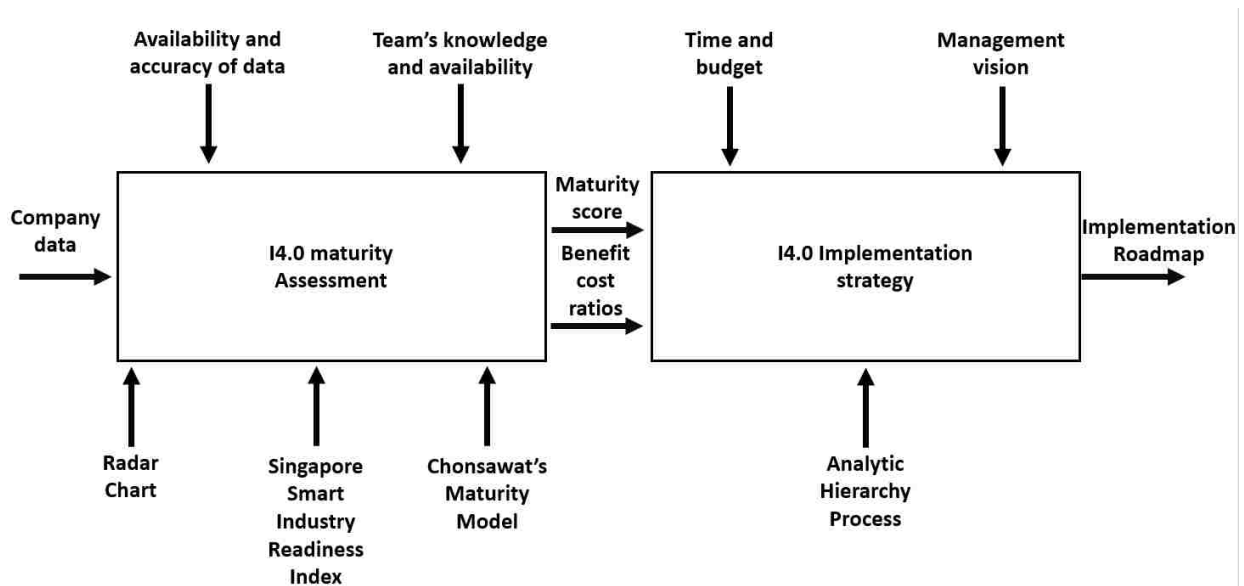 Availability and
accuracy of data
Team's knowledge
and availability
Time and
budget
Management
vision
Company
data
I4.0 maturity
Assessment
Maturity
score
Benefit
cost
ratios
I4.0 Implementation
strategy
Implementation
Roadmap
Radar
Chart
Singapore
Smart
Industry
Readiness
Index
Chonsawat's
Maturity
Model
Analytic
Hierarchy
Process